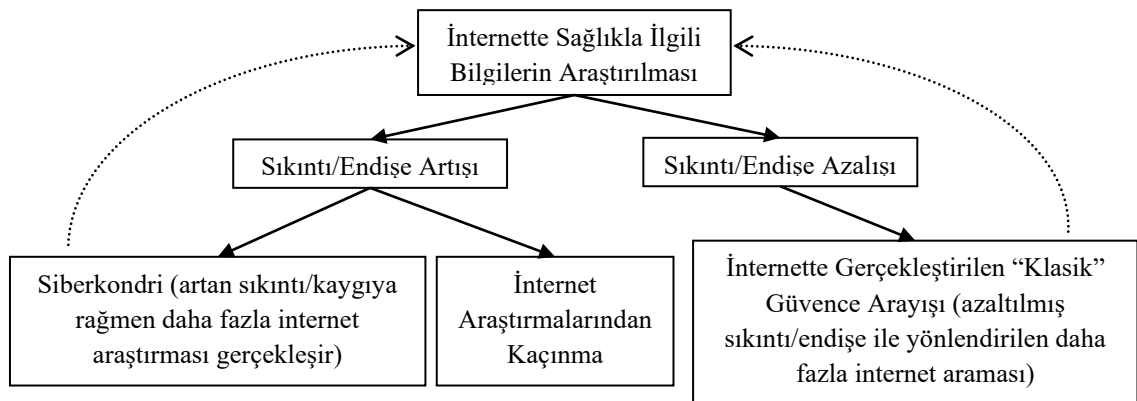 İnternette Sağlıkla İlgili
Bilgilerin Araştırılması
Sıkıntı/Endişe Artışı
Sıkıntı/Endişe Azalışı
Siberkondri (artan sıkıntı/kaygıya
rağmen daha fazla internet
araştırması gerçekleşir)
İnternet
Araştırmalarından
Kaçınma
İnternette Gerçekleştirilen “Klasik”
Güvence Arayışı (azaltılmış
sıkıntı/endişe ile yönlendirilen daha
fazla internet araması)